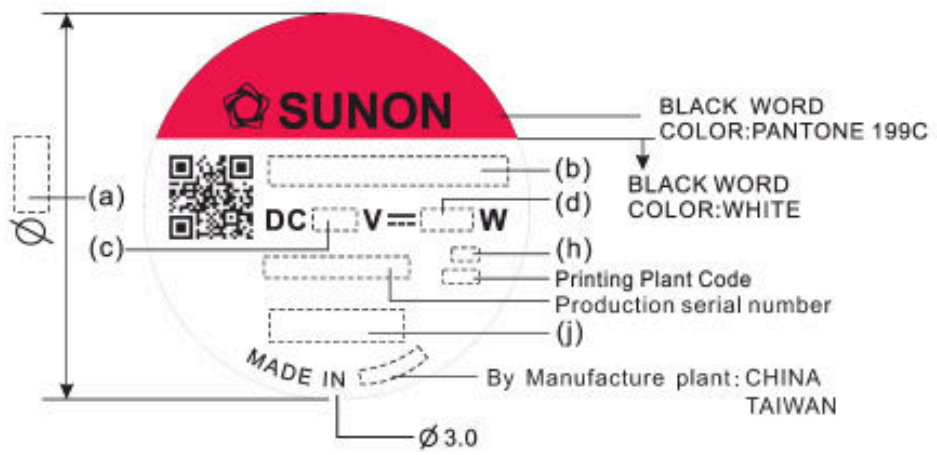 SUNON
BLACK WORD
COLOR:PANTONE 199C
BLACK WORD
COLOR:WHITE
(a)
Ø
(b)
DC V⎓ W
(d)
(c)
(h)
Printing Plant Code
Production serial number
(j)
MADE IN
By Manufacture plant: CHINA
TAIWAN
Ø 3.0